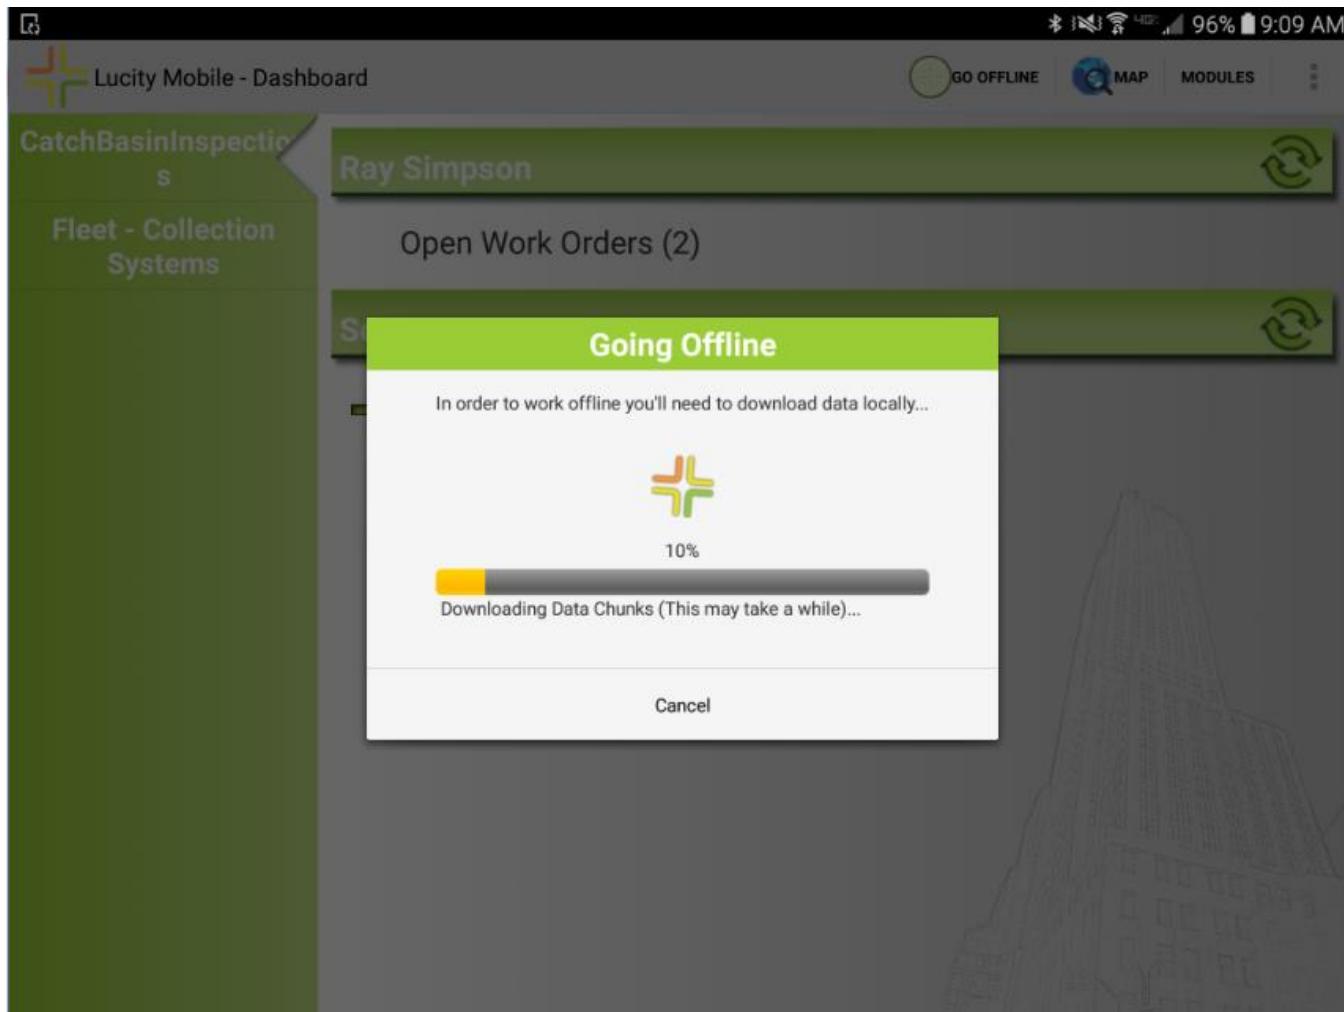 4G 96% 9:09 AM
Lucity Mobile - Dashboard GO OFFLINE MAP MODULES
CatchBasinInspectio
s
Ray Simpson
Fleet - Collection
Systems
Open Work Orders (2)
Going Offline
In order to work offline you'll need to download data locally...
10%
Downloading Data Chunks (This may take a while)...
Cancel